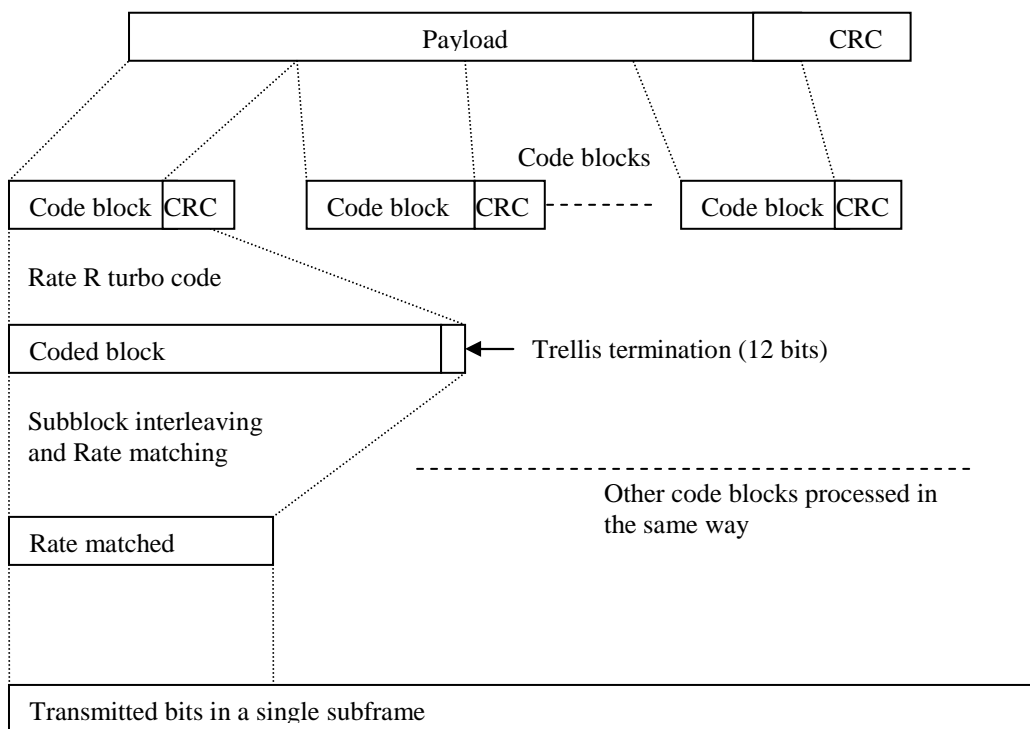 Payload
CRC
Code blocks
Code block
CRC
Code block
CRC
Code block
CRC
Rate R turbo code
Coded block
Trellis termination (12 bits)
Subblock interleaving
and Rate matching
Other code blocks processed in
the same way
Rate matched
Transmitted bits in a single subframe